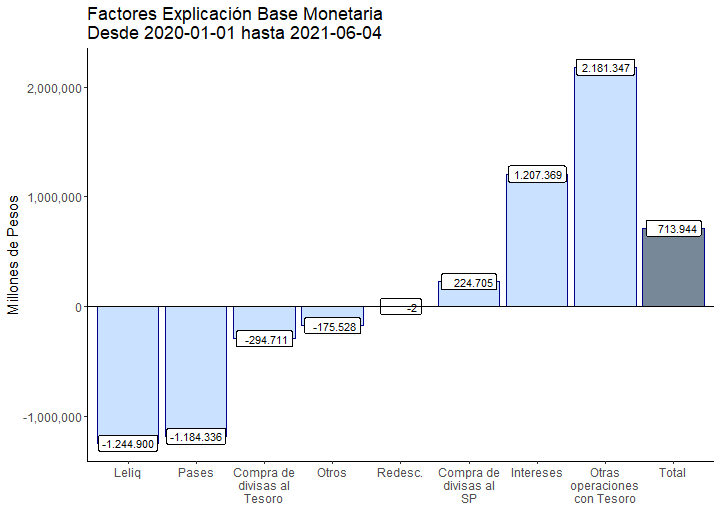 Factores Explicación Base Monetaria
Desde 2020-01-01 hasta 2021-06-04
Millones de Pesos
2,000,000
1,000,000
0
-1,000,000
-1.244.900
-1.184.336
-294.711
-175.528
-2
224.705
1.207.369
2.181.347
713.944
Leliq
Pases
Compra de
divisas al
Tesoro
Otros
Redesc.
Compra de
divisas al
SP
Intereses
Otras
operaciones
con Tesoro
Total